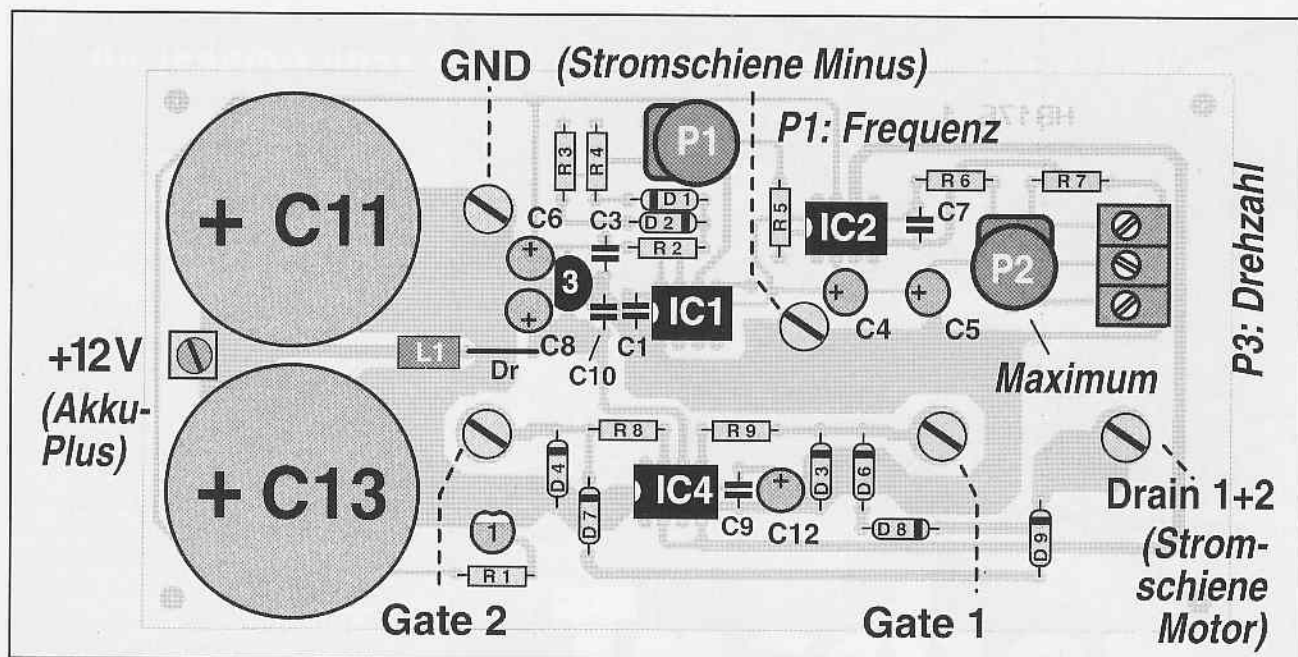 HB175
GND (Stromschiene Minus)
P1
P1: Frequenz
R3
R4
D1
D2
R2
C6
C3
R5
IC2
C7
R6
R7
+ C11
3
IC1
P2
P3: Drehzahl
C4
C5
+12V
(Akku-
Plus)
L1
Dr
C8
C10
C1
Maximum
+ C13
R8
R9
D4
D7
IC4
C9
C12
D3
D6
D8
D9
1
R1
Drain 1+2
(Strom-
schiene
Motor)
Gate 2
Gate 1